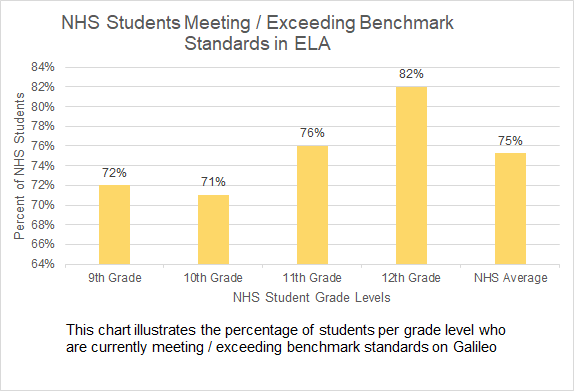 NHS Students Meeting / Exceeding Benchmark
Standards in ELA
Percent of NHS Students
84%
82%
80%
78%
76%
74%
72%
70%
68%
66%
64%
72%
71%
76%
82%
75%
9th Grade
10th Grade
11th Grade
12th Grade
NHS Average
NHS Student Grade Levels
This chart illustrates the percentage of students per grade level who
are currently meeting / exceeding benchmark standards on Galileo